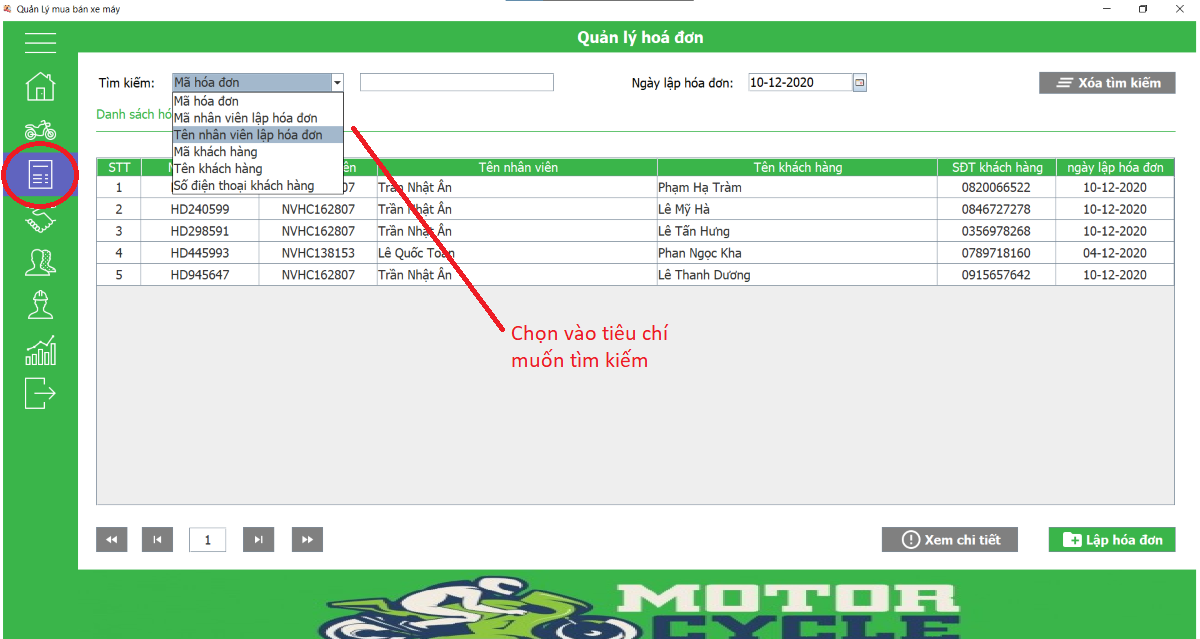 Quản Lý mua bán xe máy
Quản lý hoá đơn
Tìm kiếm: Mã hóa đơn Ngày lập hóa đơn: 10-12-2020 Xóa tìm kiếm
Mã hóa đơn
Mã nhân viên lập hóa đơn
Tên nhân viên lập hóa đơn
Mã khách hàng
Tên khách hàng
Số điện thoại khách hàng
Danh sách hó
STT Tên nhân viên Tên khách hàng SĐT khách hàng ngày lập hóa đơn
1 07 Trần Nhật Ân Phạm Hạ Tràm 0820066522 10-12-2020
2 HD240599 NVHC162807 Trần Nhật Ân Lê Mỹ Hà 0846727278 10-12-2020
3 HD298591 NVHC162807 Trần Nhật Ân Lê Tấn Hưng 0356978268 10-12-2020
4 HD445993 NVHC138153 Lê Quốc Toàn Phan Ngọc Kha 0789718160 04-12-2020
5 HD945647 NVHC162807 Trần Nhật Ân Lê Thanh Dương 0915657642 10-12-2020
Chọn vào tiêu chí
muốn tìm kiếm
1 Xem chi tiết Lập hóa đơn
MOTOR
CYCLE